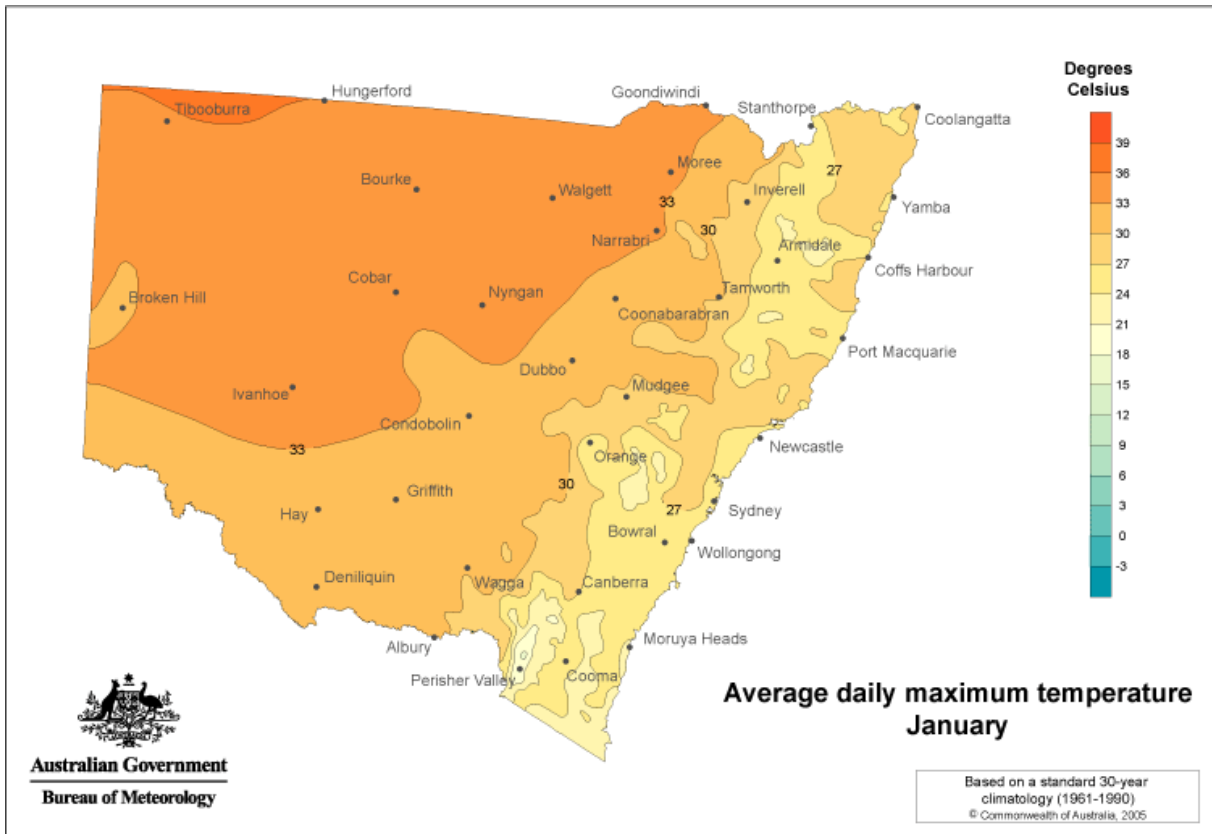 Degrees
Celsius
39
36
33
30
27
24
21
18
15
12
9
6
3
0
-3
Hungerford
Goondiwindi
Stanthorpe
Tibooburra
Coolangatta
Moree
27
Bourke
Walgett
Inverell
33
Yamba
30
Narrabri
Armidale
Coffs Harbour
Cobar
Tamworth
Broken Hill
Nyngan
Coonabarabran
Port Macquarie
Dubbo
Mudgee
Ivanhoe
Condobolin
33
Newcastle
Orange
30
Griffith
27
Sydney
Hay
Bowral
Wollongong
Deniliquin
Wagga
Canberra
Albury
Moruya Heads
Perisher Valley
Cooma
Average daily maximum temperature
January
Australian Government
Bureau of Meteorology
Based on a standard 30-year
climatology (1961-1990)
© Commonwealth of Australia, 2005